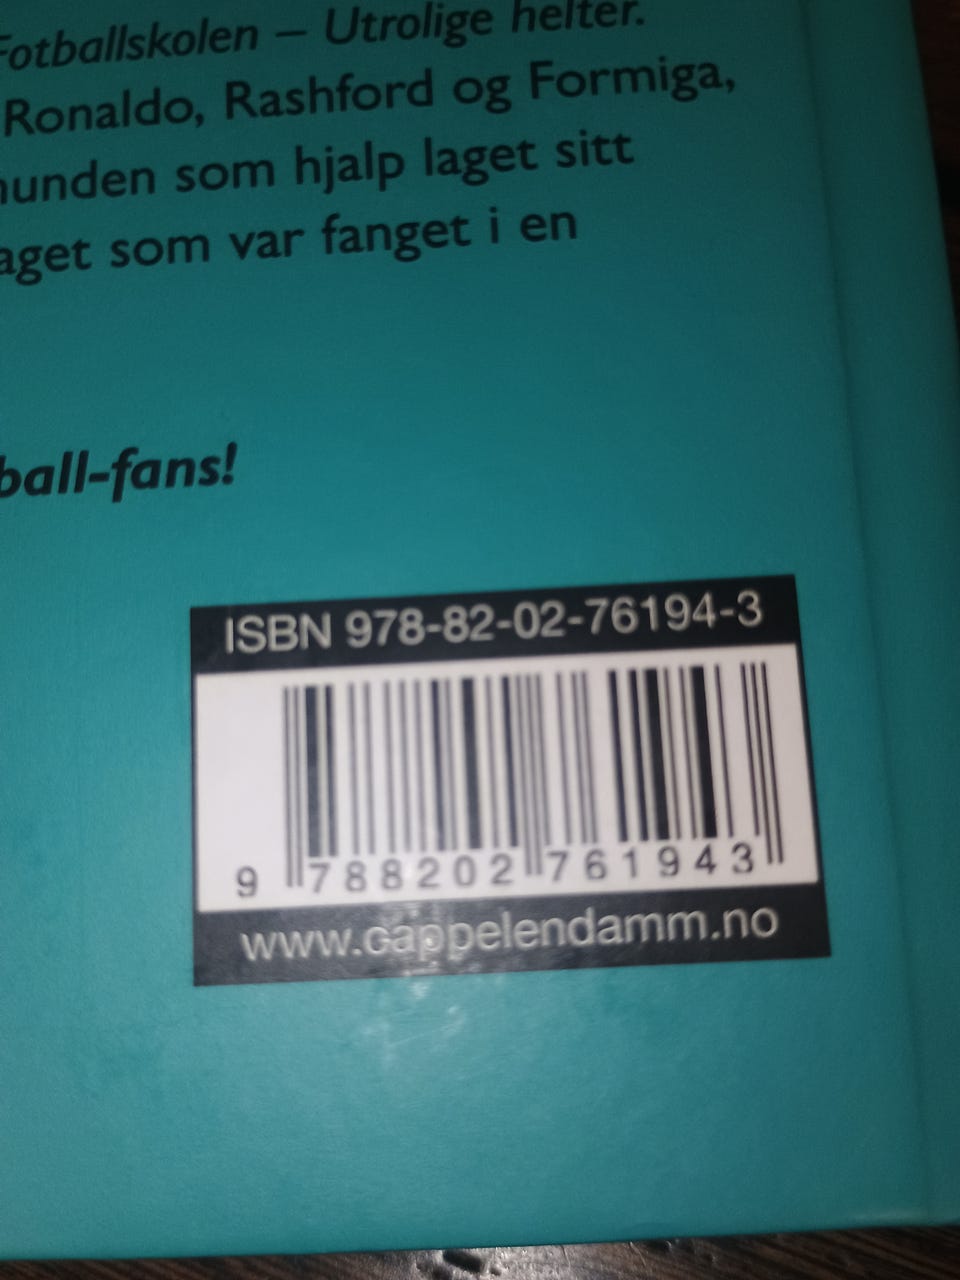 Fotballskolen – Utrolige helter.
Ronaldo, Rashford og Formiga,
hunden som hjalp laget sitt
aget som var fanget i en
ball-fans!
ISBN 978-82-02-76194-3
9 788202 761943
www.cappelendamm.no